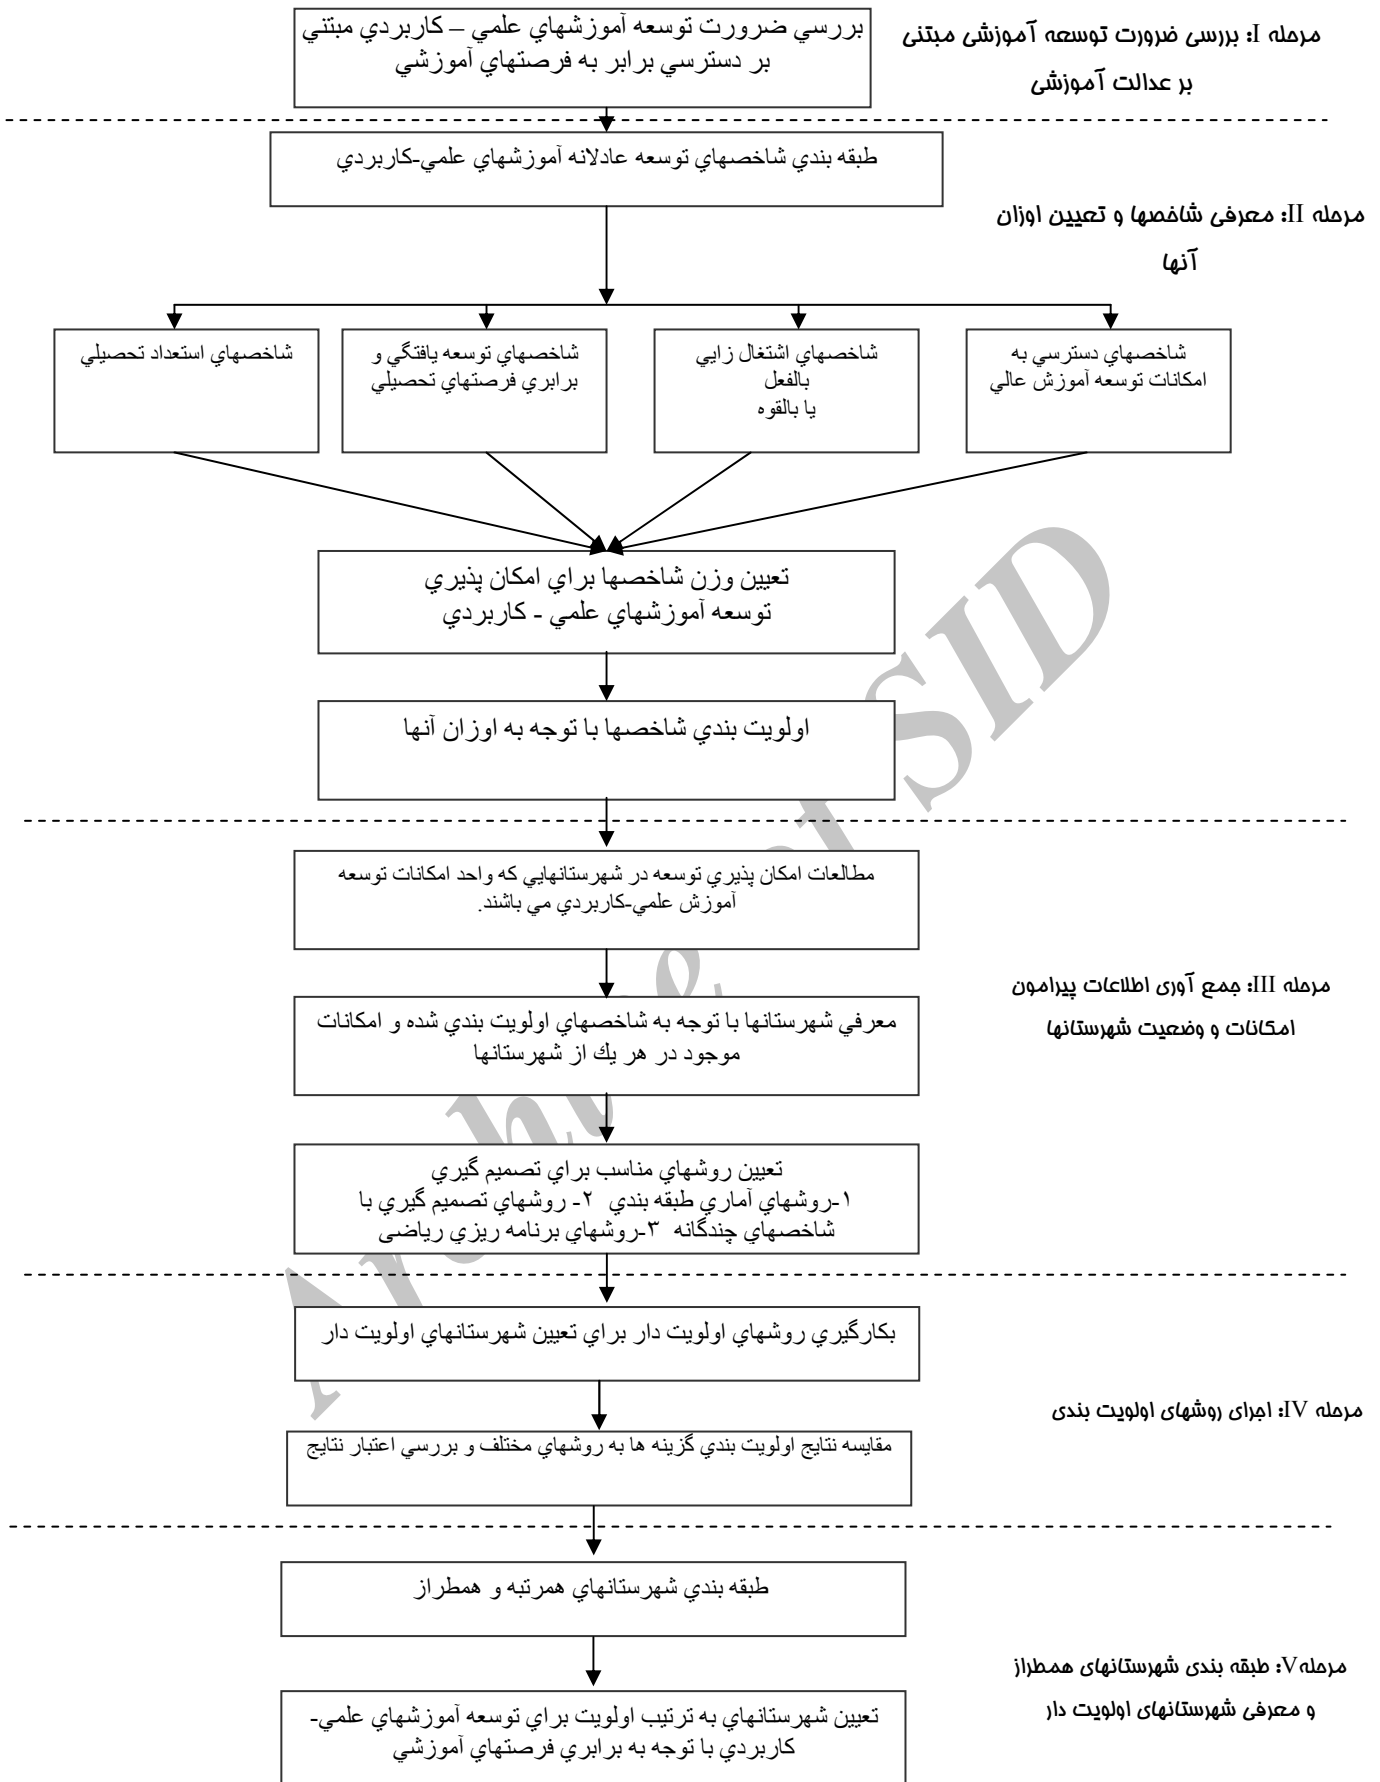 بررسي ضرورت توسعه آموزشهاي علمي – كاربردي مبتني
بر دسترسي برابر به فرصتهاي آموزشي
مرحله I: بررسی ضرورت توسعه آموزشی مبتنی
بر عدالت آموزشی
طبقه بندي شاخصهاي توسعه عادلانه آموزشهاي علمي-كاربردي
مرحله II: معرفی شاخصها و تعیین اوزان
آنها
شاخصهاي دسترسي به
امكانات توسعه آموزش عالي
شاخصهاي اشتغال زايي
بالفعل
يا بالقوه
شاخصهاي توسعه يافتگي و
برابري فرصتهاي تحصيلي
شاخصهاي استعداد تحصيلي
تعيين وزن شاخصها براي امكان پذيري
توسعه آموزشهاي علمي - كاربردي
اولويت بندي شاخصها با توجه به اوزان آنها
مطالعات امكان پذيري توسعه در شهرستانهايي كه واحد امكانات توسعه
آموزش علمي-كاربردي مي باشند.
مرحله III: جمع آوری اطلاعات پیرامون
امکانات و وضعیت شهرستانها
معرفي شهرستانها با توجه به شاخصهاي اولويت بندي شده و امكانات
موجود در هر يك از شهرستانها
تعيين روشهاي مناسب براي تصميم گيري
۱-روشهاي آماري طبقه بندي ۲- روشهاي تصميم گيري با
شاخصهاي چندگانه ۳-روشهاي برنامه ريزي رياضى
بكارگيري روشهاي اولويت دار براي تعيين شهرستانهاي اولويت دار
مرحله IV: اجرای روشهای اولویت بندی
مقايسه نتايج اولويت بندي گزينه ها به روشهاي مختلف و بررسي اعتبار نتايج
طبقه بندي شهرستانهاي همرتبه و همطراز
مرحلهV: طبقه بندی شهرستانهای همطراز
و معرفی شهرستانهای اولویت دار
تعيين شهرستانهاي به ترتيب اولويت براي توسعه آموزشهاي علمي-
كاربردي با توجه به برابري فرصتهاي آموزشي
Archive of SID